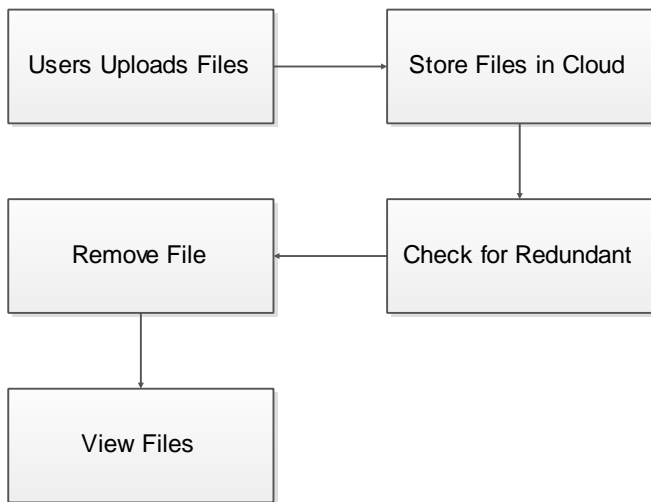 Users Uploads Files
Store Files in Cloud
Check for Redundant
Remove File
View Files